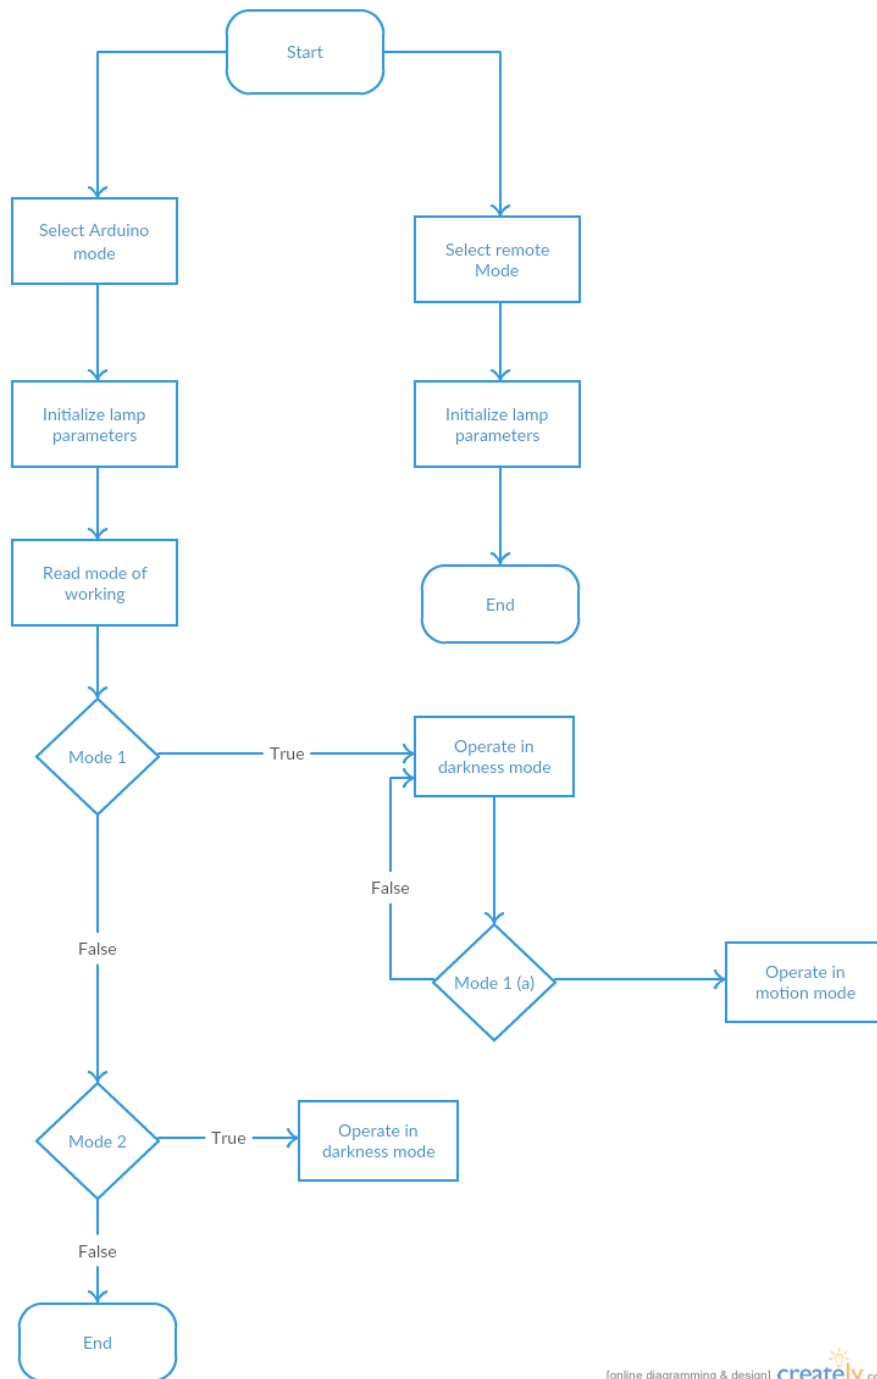 Start
Select Arduino
mode
Select remote
Mode
Initialize lamp
parameters
Initialize lamp
parameters
Read mode of
working
End
Mode 1
True
Operate in
darkness mode
False
False
Mode 1 (a)
Operate in
motion mode
Mode 2
True
Operate in
darkness mode
False
End
[online diagramming & design] creately.co